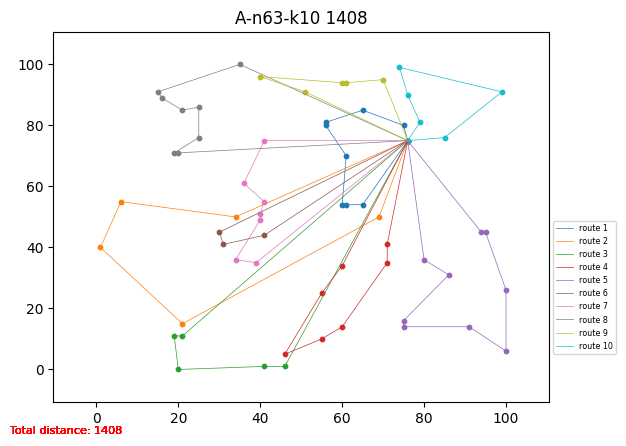 A-n63-k10 1408
100
80
60
40
20
0
0 20 40 60 80 100
route 1
route 2
route 3
route 4
route 5
route 6
route 7
route 8
route 9
route 10
Total distance: 1408